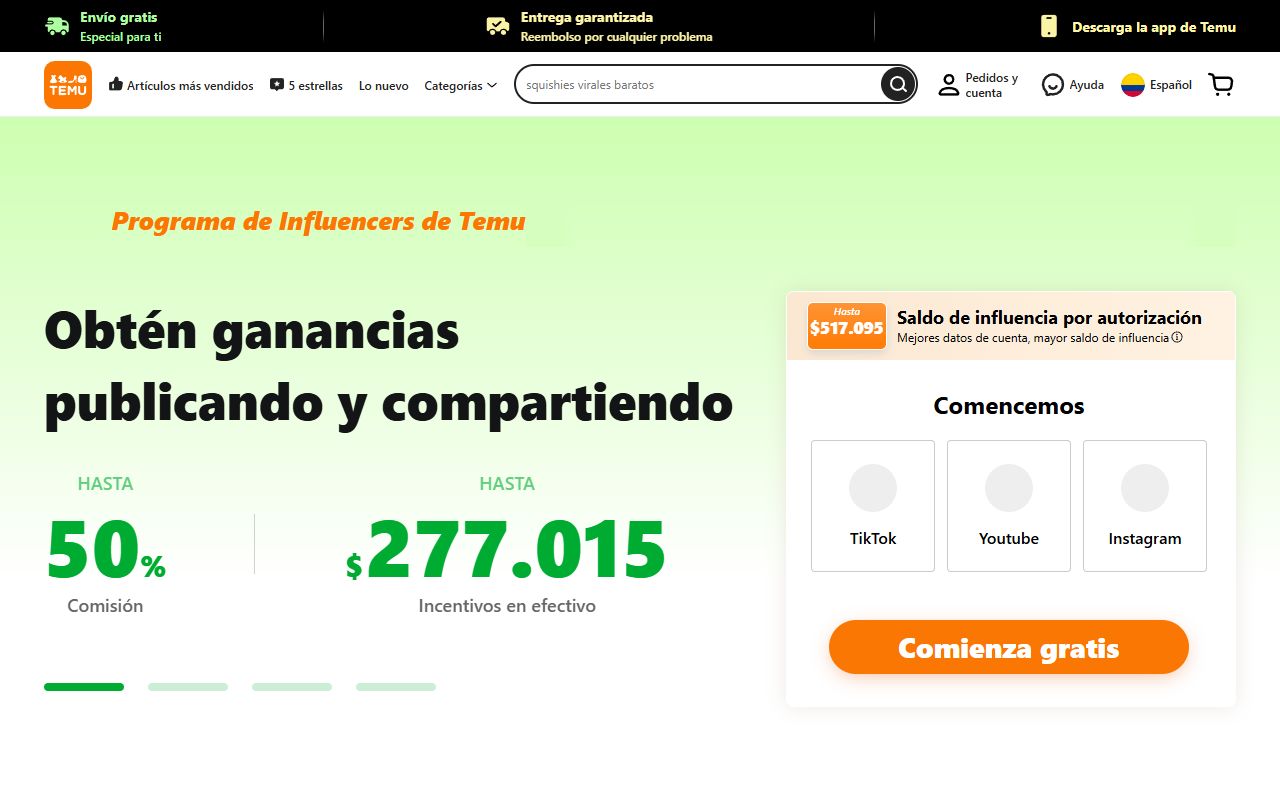 Envío gratis
Especial para ti
Entrega garantizada
Reembolso por cualquier problema
Descarga la app de Temu
TEMU
Artículos más vendidos
5 estrellas
Lo nuevo
Categorías
squishies virales baratos
Pedidos y
cuenta
Ayuda
Español
Programa de Influencers de Temu
Obtén ganancias
publicando y compartiendo
HASTA
50%
Comisión
HASTA
$277.015
Incentivos en efectivo
Hasta
$517.095
Saldo de influencia por autorización
Mejores datos de cuenta, mayor saldo de influencia
Comencemos
TikTok
Youtube
Instagram
Comienza gratis